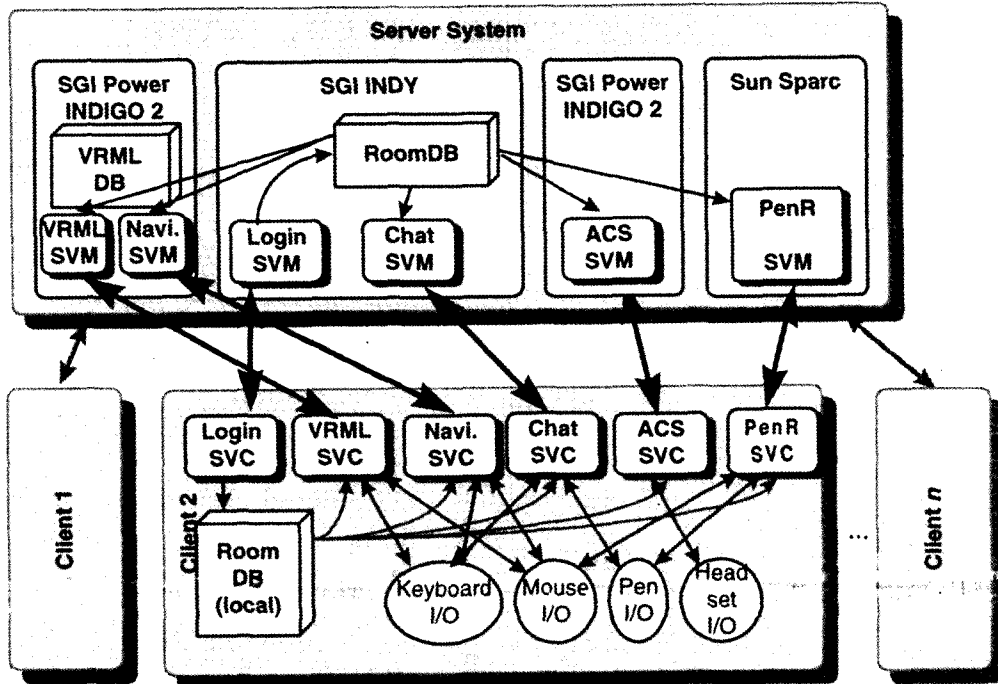 Server System
SGI Power
INDIGO 2
SGI INDY
SGI Power
INDIGO 2
Sun Sparc
VRML
DB
RoomDB
VRML
SVM
Navi.
SVM
Login
SVM
Chat
SVM
ACS
SVM
PenR
SVM
Client 1
Client 2
Login
SVC
VRML
SVC
Navi.
SVC
Chat
SVC
ACS
SVC
PenR
SVC
Room
DB
(local)
Keyboard
I/O
Mouse
I/O
Pen
I/O
Head
set
I/O
...
Client n